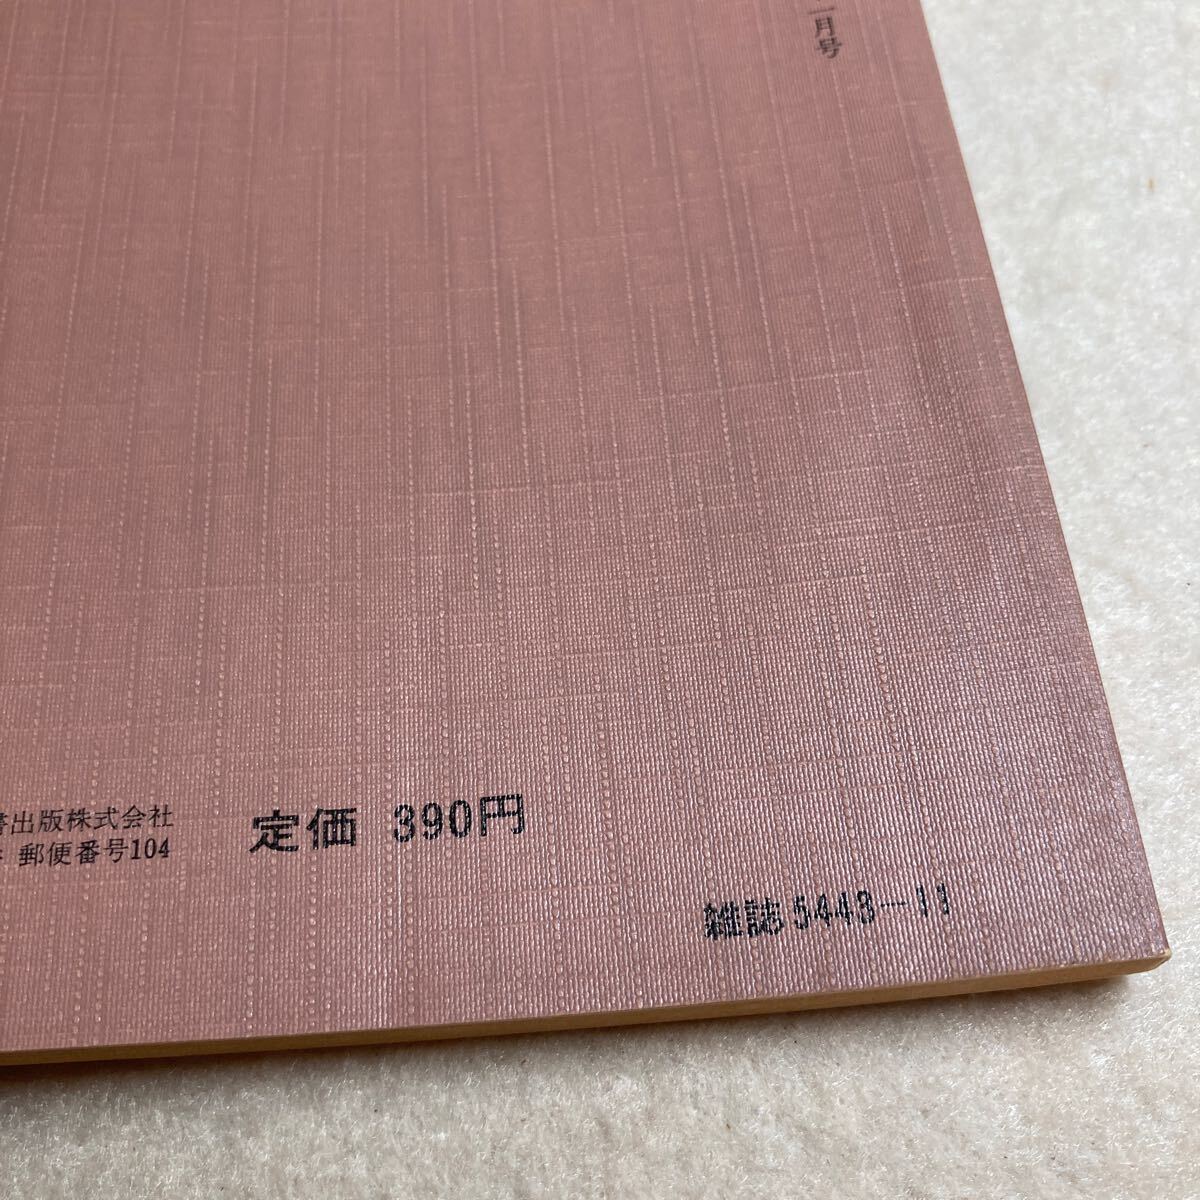 月号
書出版株式会社
郵便番号104
定価 390円
雑誌5443-11